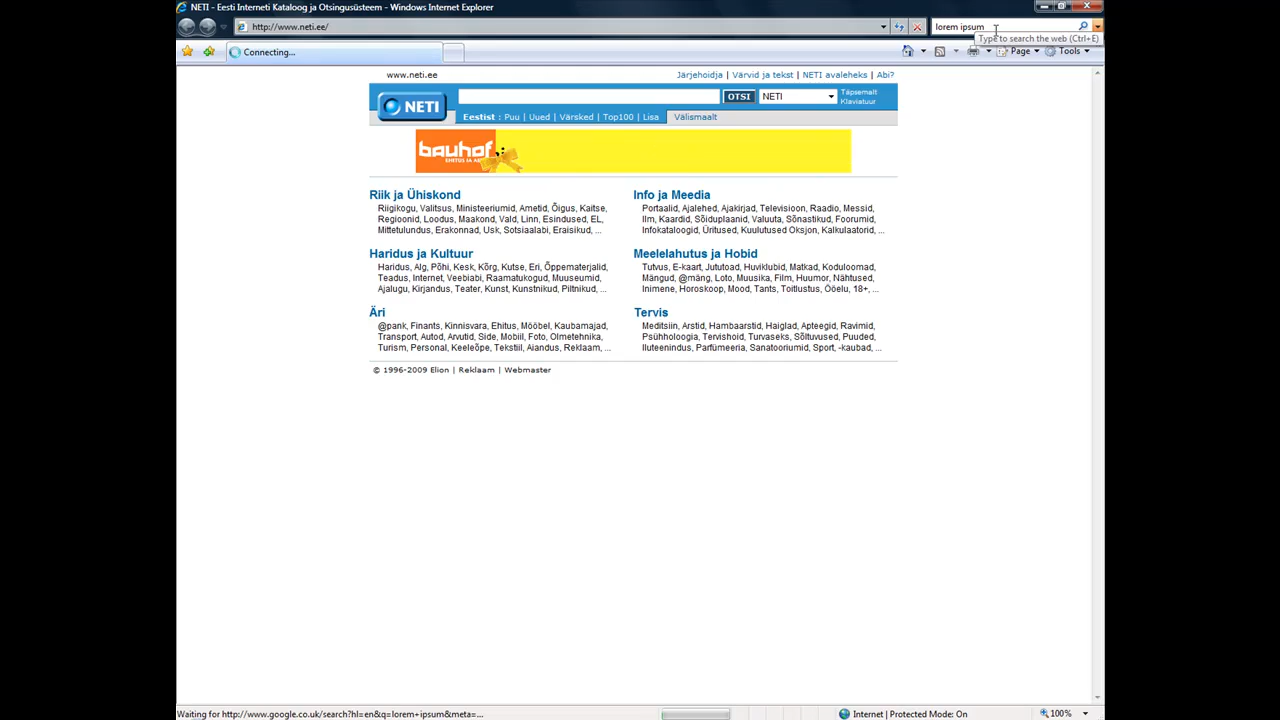 NETI - Eesti Interneti Kataloog ja Otsingusüsteem - Windows Internet Explorer
http://www.neti.ee/
lorem ipsum
Type to search the web (Ctrl+E)
Connecting...
Page
Tools
www.neti.ee
Järjehoidja | Värvid ja tekst | NETI avaleheks | Abi?
NETI
OTSI
NETI
Täpsemalt
Klaviatuur
Eestist : Puu | Uued | Värsked | Top100 | Lisa
Välismaalt
bauhof
EHITUS JA AED
Riik ja Ühiskond
Riigikogu, Valitsus, Ministeeriumid, Ametid, Õigus, Kaitse,
Regioonid, Loodus, Maakond, Vald, Linn, Esindused, EL,
Mittetulundus, Erakonnad, Usk, Sotsiaalabi, Eraisikud, ...
Info ja Meedia
Portaalid, Ajalehed, Ajakirjad, Televisioon, Raadio, Messid,
Ilm, Kaardid, Sõiduplaanid, Valuuta, Sõnastikud, Foorumid,
Infokataloogid, Üritused, Kuulutused Oksjon, Kalkulaatorid, ...
Haridus ja Kultuur
Haridus, Alg, Põhi, Kesk, Kõrg, Kutse, Eri, Õppematerjalid,
Teadus, Internet, Veebiabi, Raamatukogud, Muuseumid,
Ajalugu, Kirjandus, Teater, Kunst, Kunstnikud, Piltnikud, ...
Meelelahutus ja Hobid
Tutvus, E-kaart, Jututoad, Huviklubid, Matkad, Koduloomad,
Mängud, @mäng, Loto, Muusika, Film, Huumor, Nähtused,
Inimene, Horoskoop, Mood, Tants, Toitlustus, Ööelu, 18+, ...
Äri
@pank, Finants, Kinnisvara, Ehitus, Mööbel, Kaubamajad,
Transport, Autod, Arvutid, Side, Mobiil, Foto, Olmetehnika,
Turism, Personal, Keeleõpe, Tekstiil, Aiandus, Reklaam, ...
Tervis
Meditsiin, Arstid, Hambaarstid, Haiglad, Apteegid, Ravimid,
Psühholoogia, Tervishoid, Turvaseks, Sõltuvused, Puuded,
Iluteenindus, Parfümeeria, Sanatooriumid, Sport, -kaubad, ...
© 1996-2009 Elion | Reklaam | Webmaster
Waiting for http://www.google.co.uk/search?hl=en&q=lorem+ipsum&meta=...
Internet | Protected Mode: On
100%